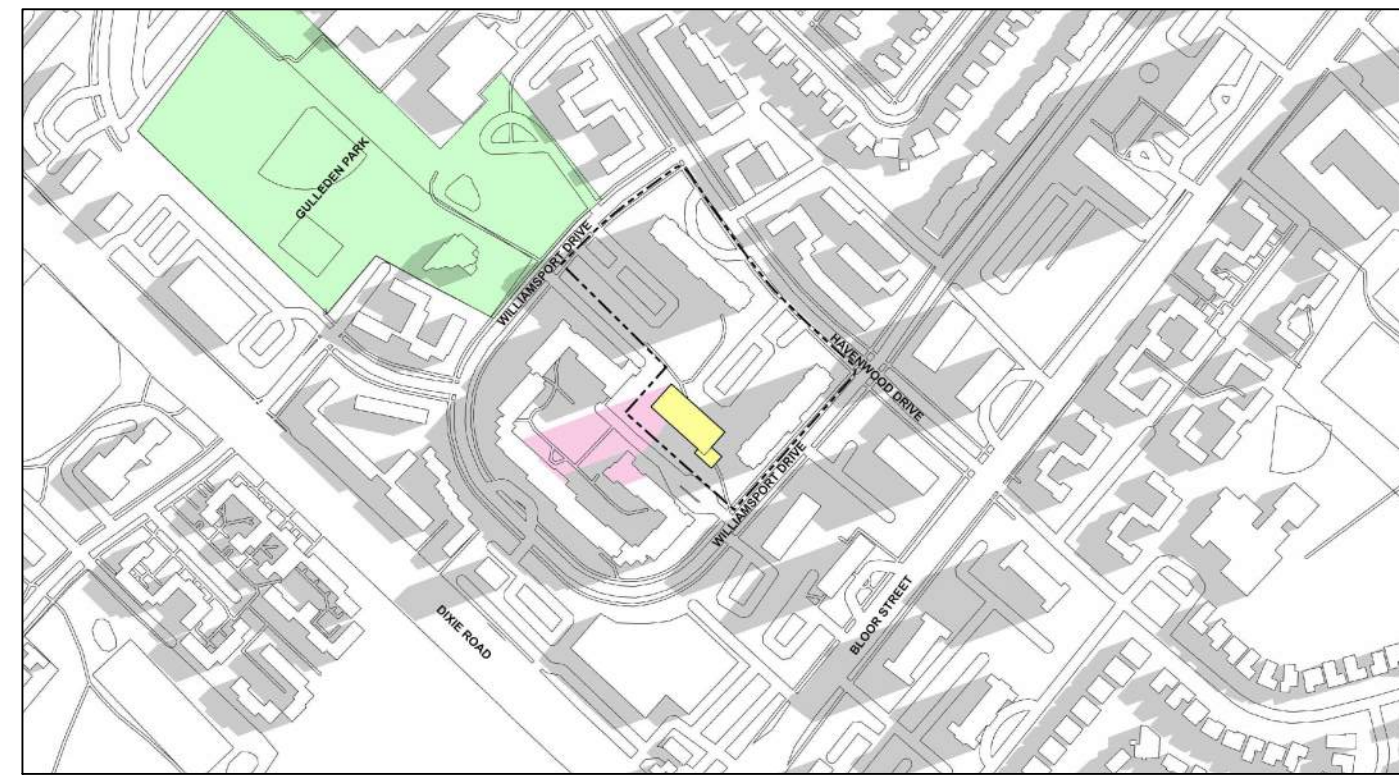 GULLEDEN PARK
WILLIAMSPORT DRIVE
HAVENWOOD DRIVE
WILLIAMSPORT DRIVE
BLOOR STREET
DIXIE ROAD